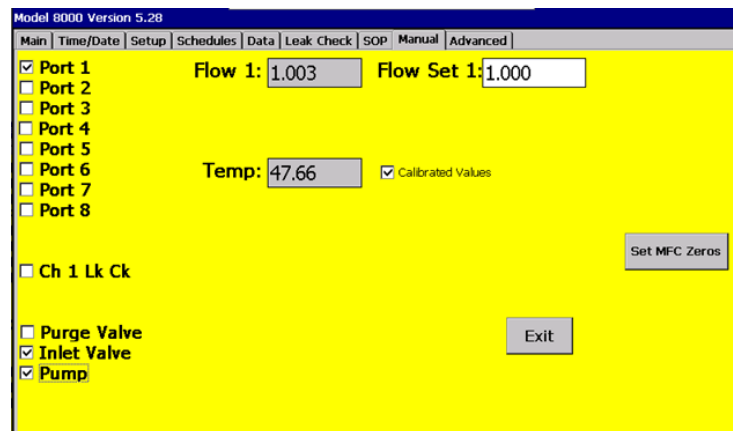 Model 8000 Version 5.28
Main Time/Date Setup Schedules Data Leak Check SOP Manual Advanced
Port 1 Flow 1: 1.003 Flow Set 1: 1.000
Port 2
Port 3
Port 4
Port 5
Port 6 Temp: 47.66 Calibrated Values
Port 7
Port 8
Set MFC Zeros
Ch 1 Lk Ck
Purge Valve Exit
Inlet Valve
Pump